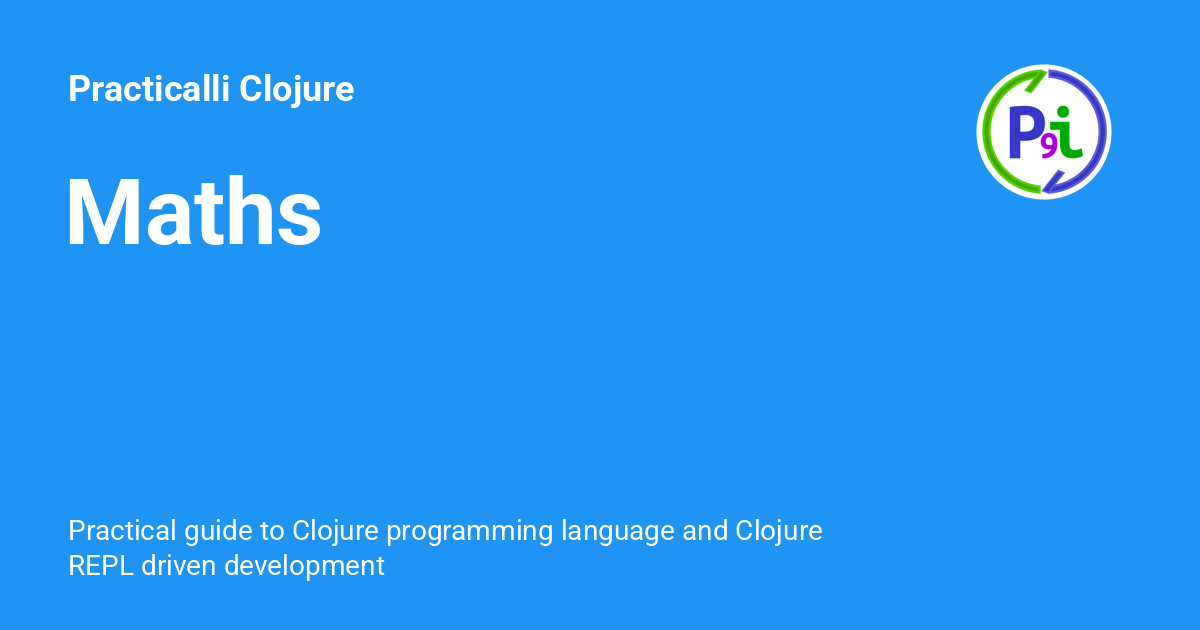 Practicalli Clojure
P9i
Maths
Practical guide to Clojure programming language and Clojure
REPL driven development